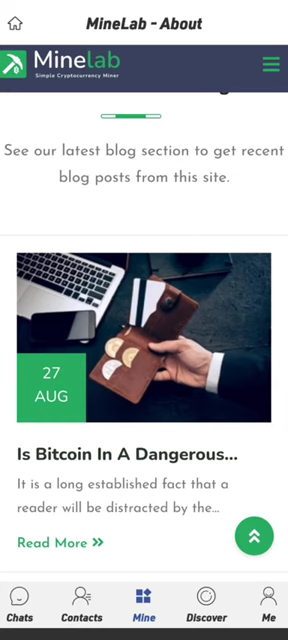 MineLab - About
Minelab
Simple Cryptocurrency Miner
See our latest blog section to get recent
blog posts from this site.
27
AUG
Is Bitcoin In A Dangerous...
It is a long established fact that a
reader will be distracted by the...
Read More
Chats
Contacts
Mine
Discover
Me